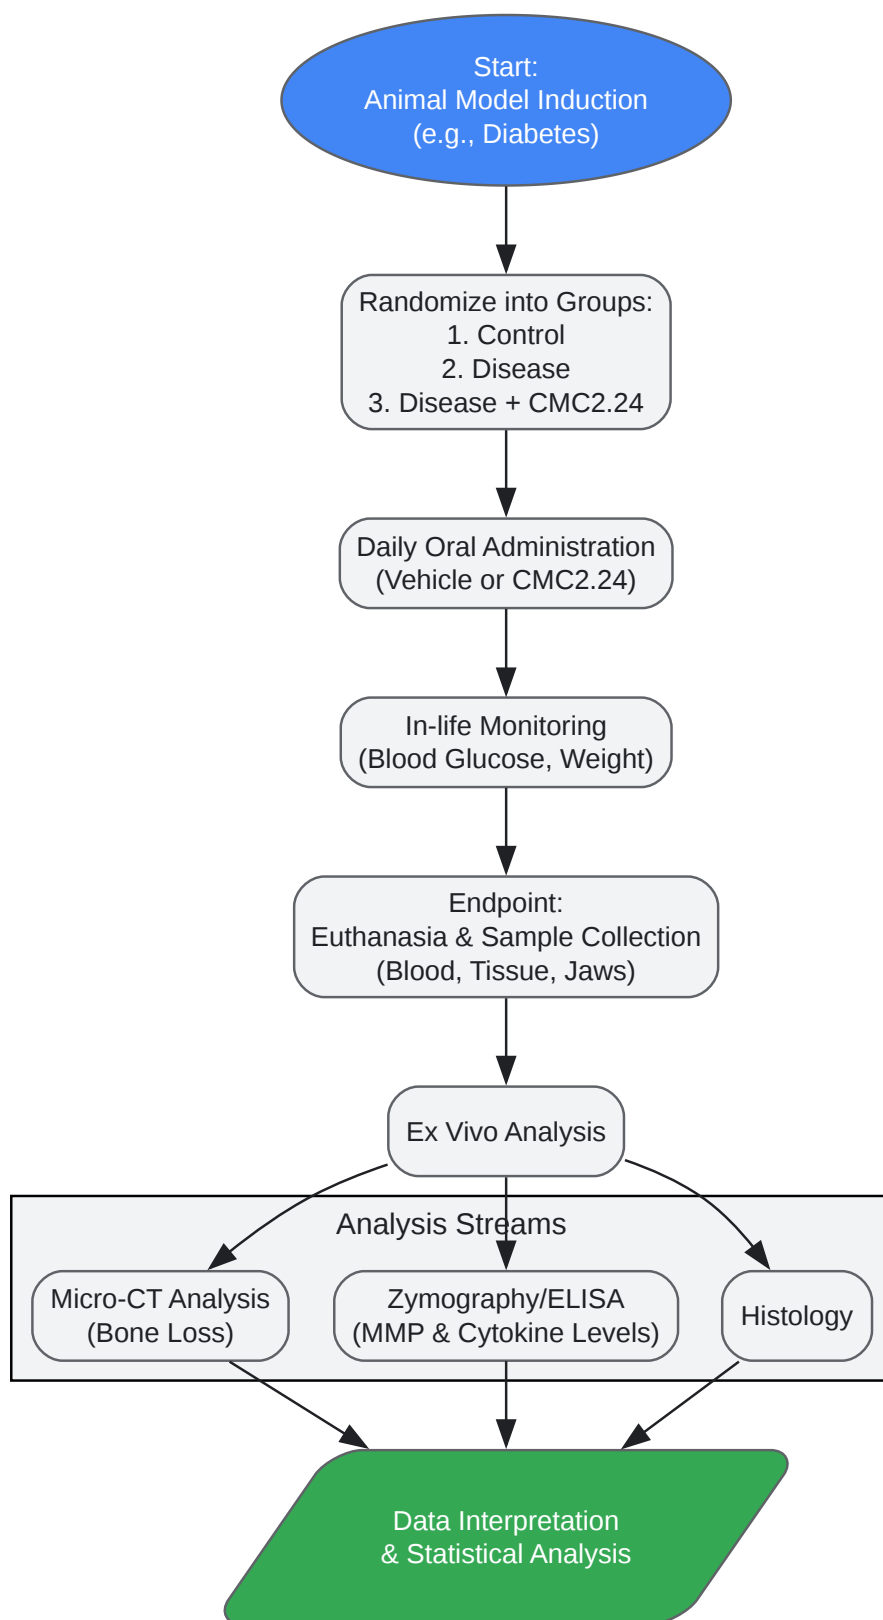 Start:
Animal Model Induction
(e.g., Diabetes)
Randomize into Groups:
1. Control
2. Disease
3. Disease + CMC2.24
Daily Oral Administration
(Vehicle or CMC2.24)
In-life Monitoring
(Blood Glucose, Weight)
Endpoint:
Euthanasia & Sample Collection
(Blood, Tissue, Jaws)
Ex Vivo Analysis
Analysis Streams
Micro-CT Analysis
(Bone Loss)
Zymography/ELISA
(MMP & Cytokine Levels)
Histology
Data Interpretation
& Statistical Analysis